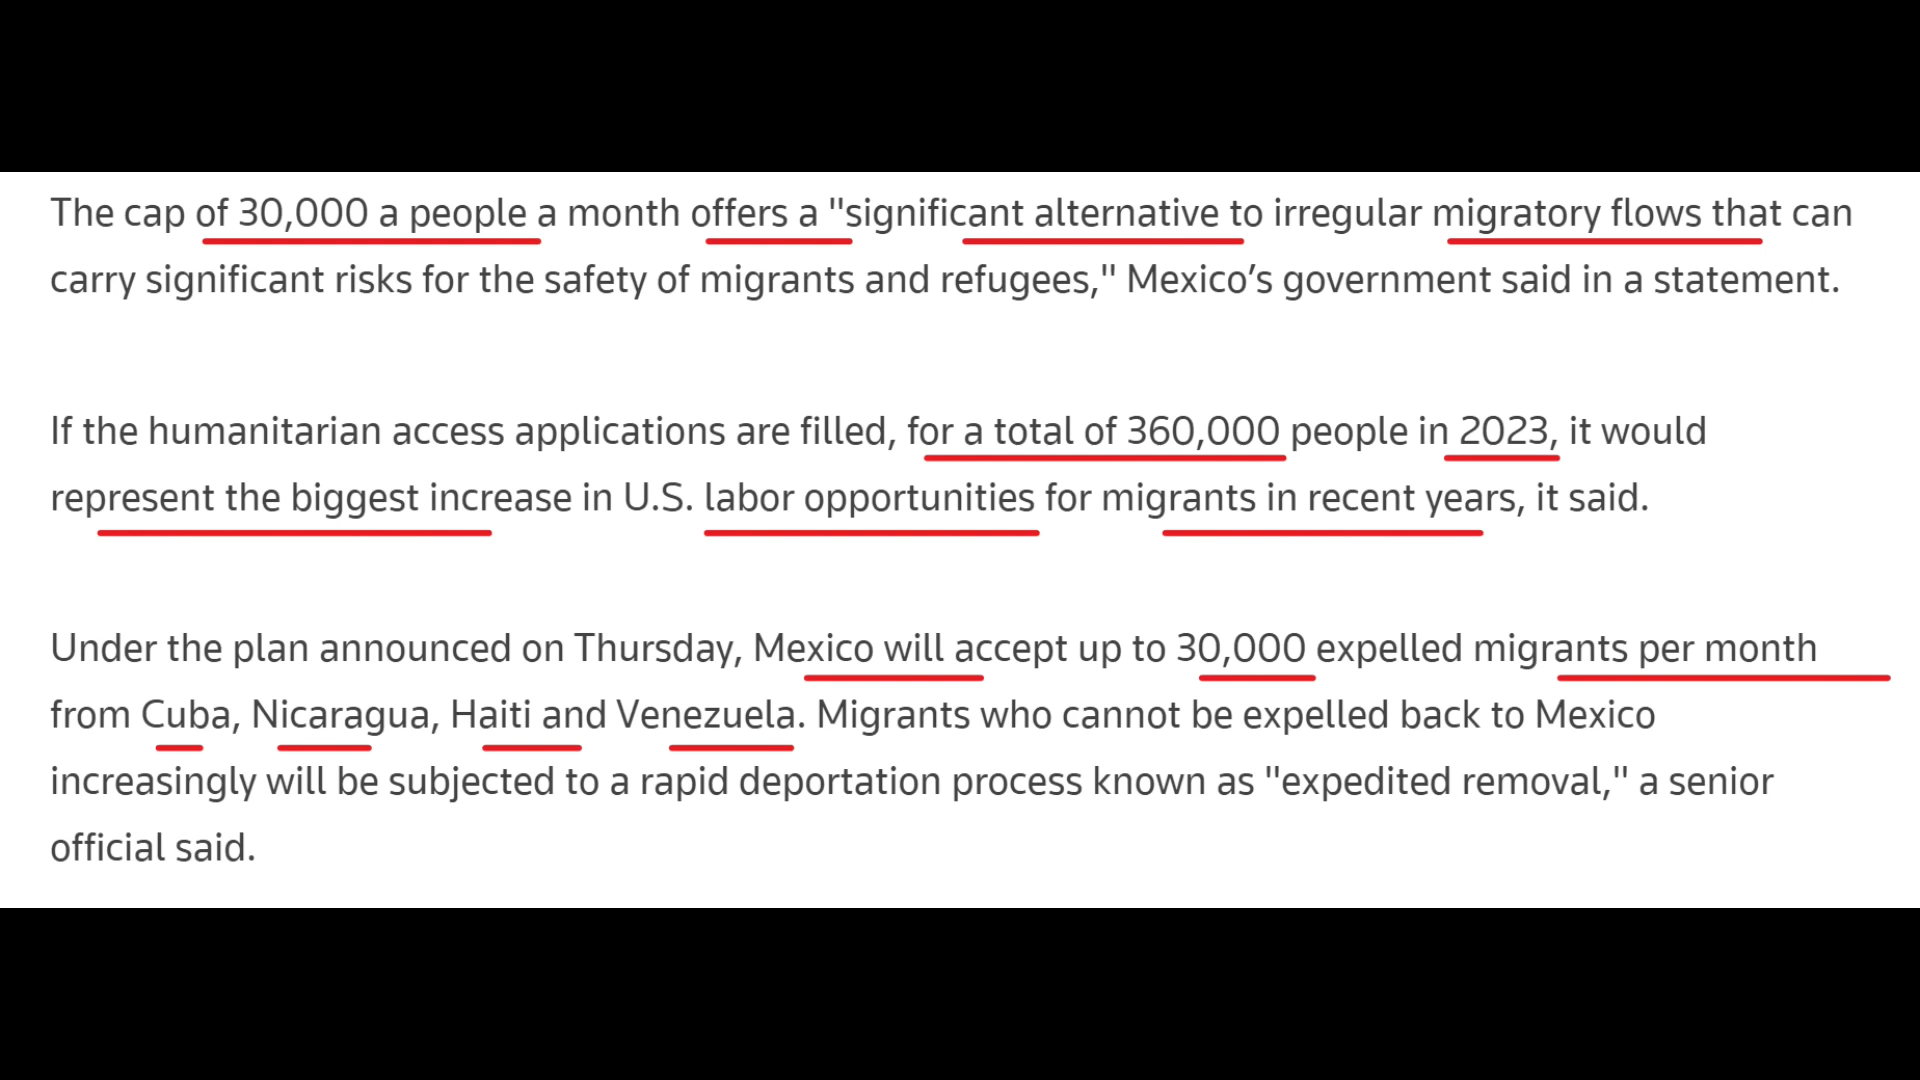 The cap of 30,000 a people a month offers a "significant alternative to irregular migratory flows that can
carry significant risks for the safety of migrants and refugees," Mexico’s government said in a statement.
If the humanitarian access applications are filled, for a total of 360,000 people in 2023, it would
represent the biggest increase in U.S. labor opportunities for migrants in recent years, it said.
Under the plan announced on Thursday, Mexico will accept up to 30,000 expelled migrants per month
from Cuba, Nicaragua, Haiti and Venezuela. Migrants who cannot be expelled back to Mexico
increasingly will be subjected to a rapid deportation process known as "expedited removal," a senior
official said.